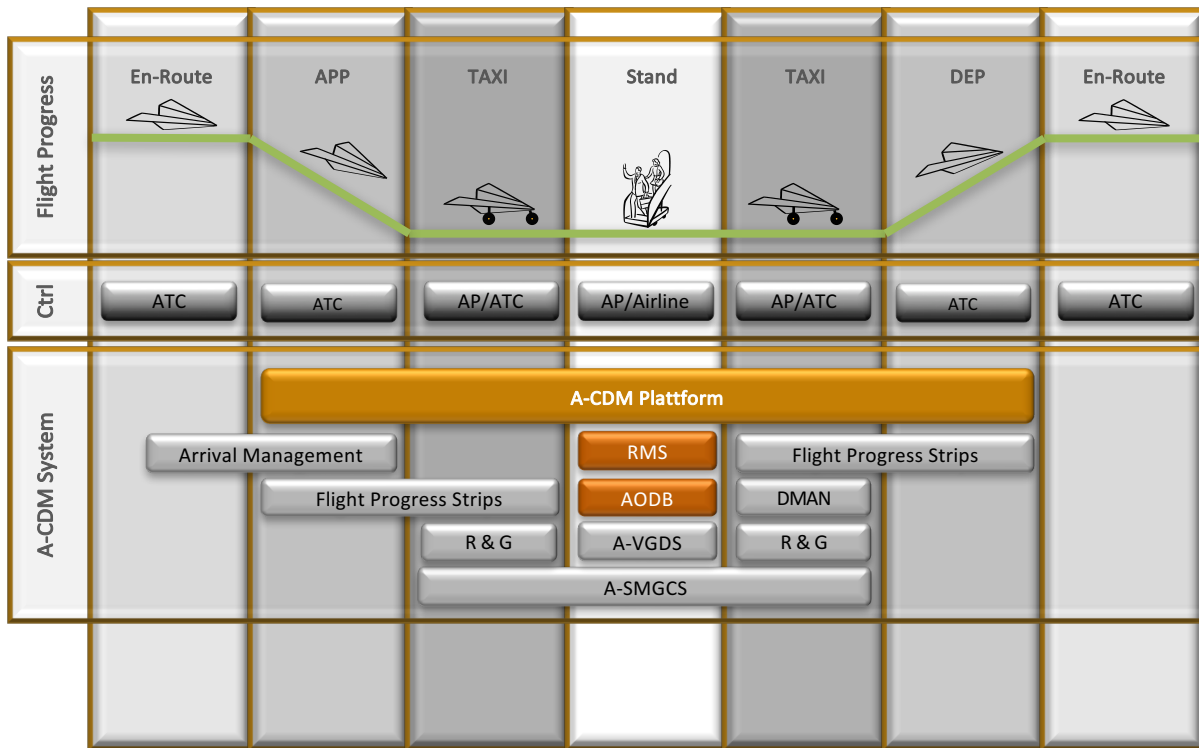 Flight Progress
En-Route
APP
TAXI
Stand
TAXI
DEP
En-Route
Ctrl
ATC
ATC
AP/ATC
AP/Airline
AP/ATC
ATC
ATC
A-CDM System
A-CDM Plattform
Arrival Management
RMS
Flight Progress Strips
Flight Progress Strips
AODB
DMAN
R & G
A-VGDS
R & G
A-SMGCS